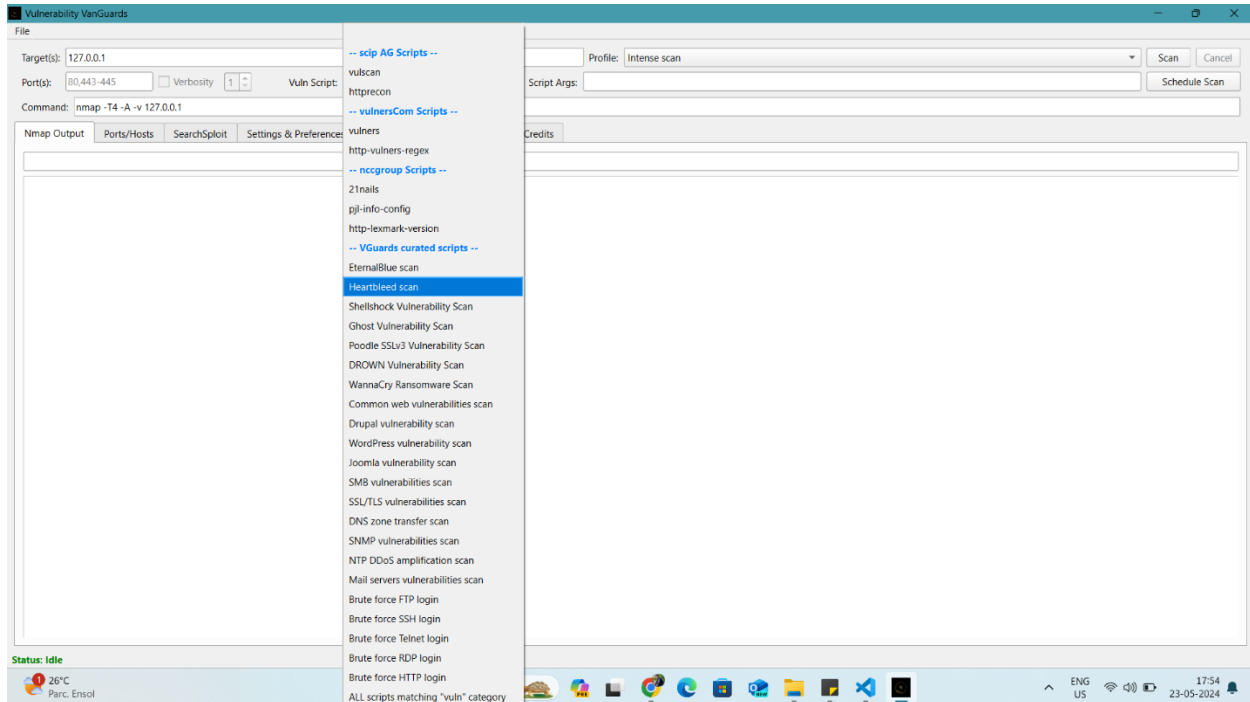 Vulnerability VanGuards
File
Target(s): 127.0.0.1 Profile: Intense scan Scan Cancel
Port(s): 80,443-445 Verbosity 1 Vuln Script: Script Args: Schedule Scan
Command: nmap -T4 -A -v 127.0.0.1
Nmap Output Ports/Hosts SearchSploit Settings & Preferences Credits
-- scip AG Scripts --
vulscan
httprecon
-- vulnersCom Scripts --
vulners
http-vulners-regex
-- nccgroup Scripts --
21nails
pjl-info-config
http-lexmark-version
-- VGuards curated scripts --
EternalBlue scan
Heartbleed scan
Shellshock Vulnerability Scan
Ghost Vulnerability Scan
Poodle SSLv3 Vulnerability Scan
DROWN Vulnerability Scan
WannaCry Ransomware Scan
Common web vulnerabilities scan
Drupal vulnerability scan
WordPress vulnerability scan
Joomla vulnerability scan
SMB vulnerabilities scan
SSL/TLS vulnerabilities scan
DNS zone transfer scan
SNMP vulnerabilities scan
NTP DDoS amplification scan
Mail servers vulnerabilities scan
Brute force FTP login
Brute force SSH login
Brute force Telnet login
Brute force RDP login
Brute force HTTP login
ALL scripts matching "vuln" category
Status: Idle
1
26°C
Parc. Ensol
ENG
US
17:54
23-05-2024